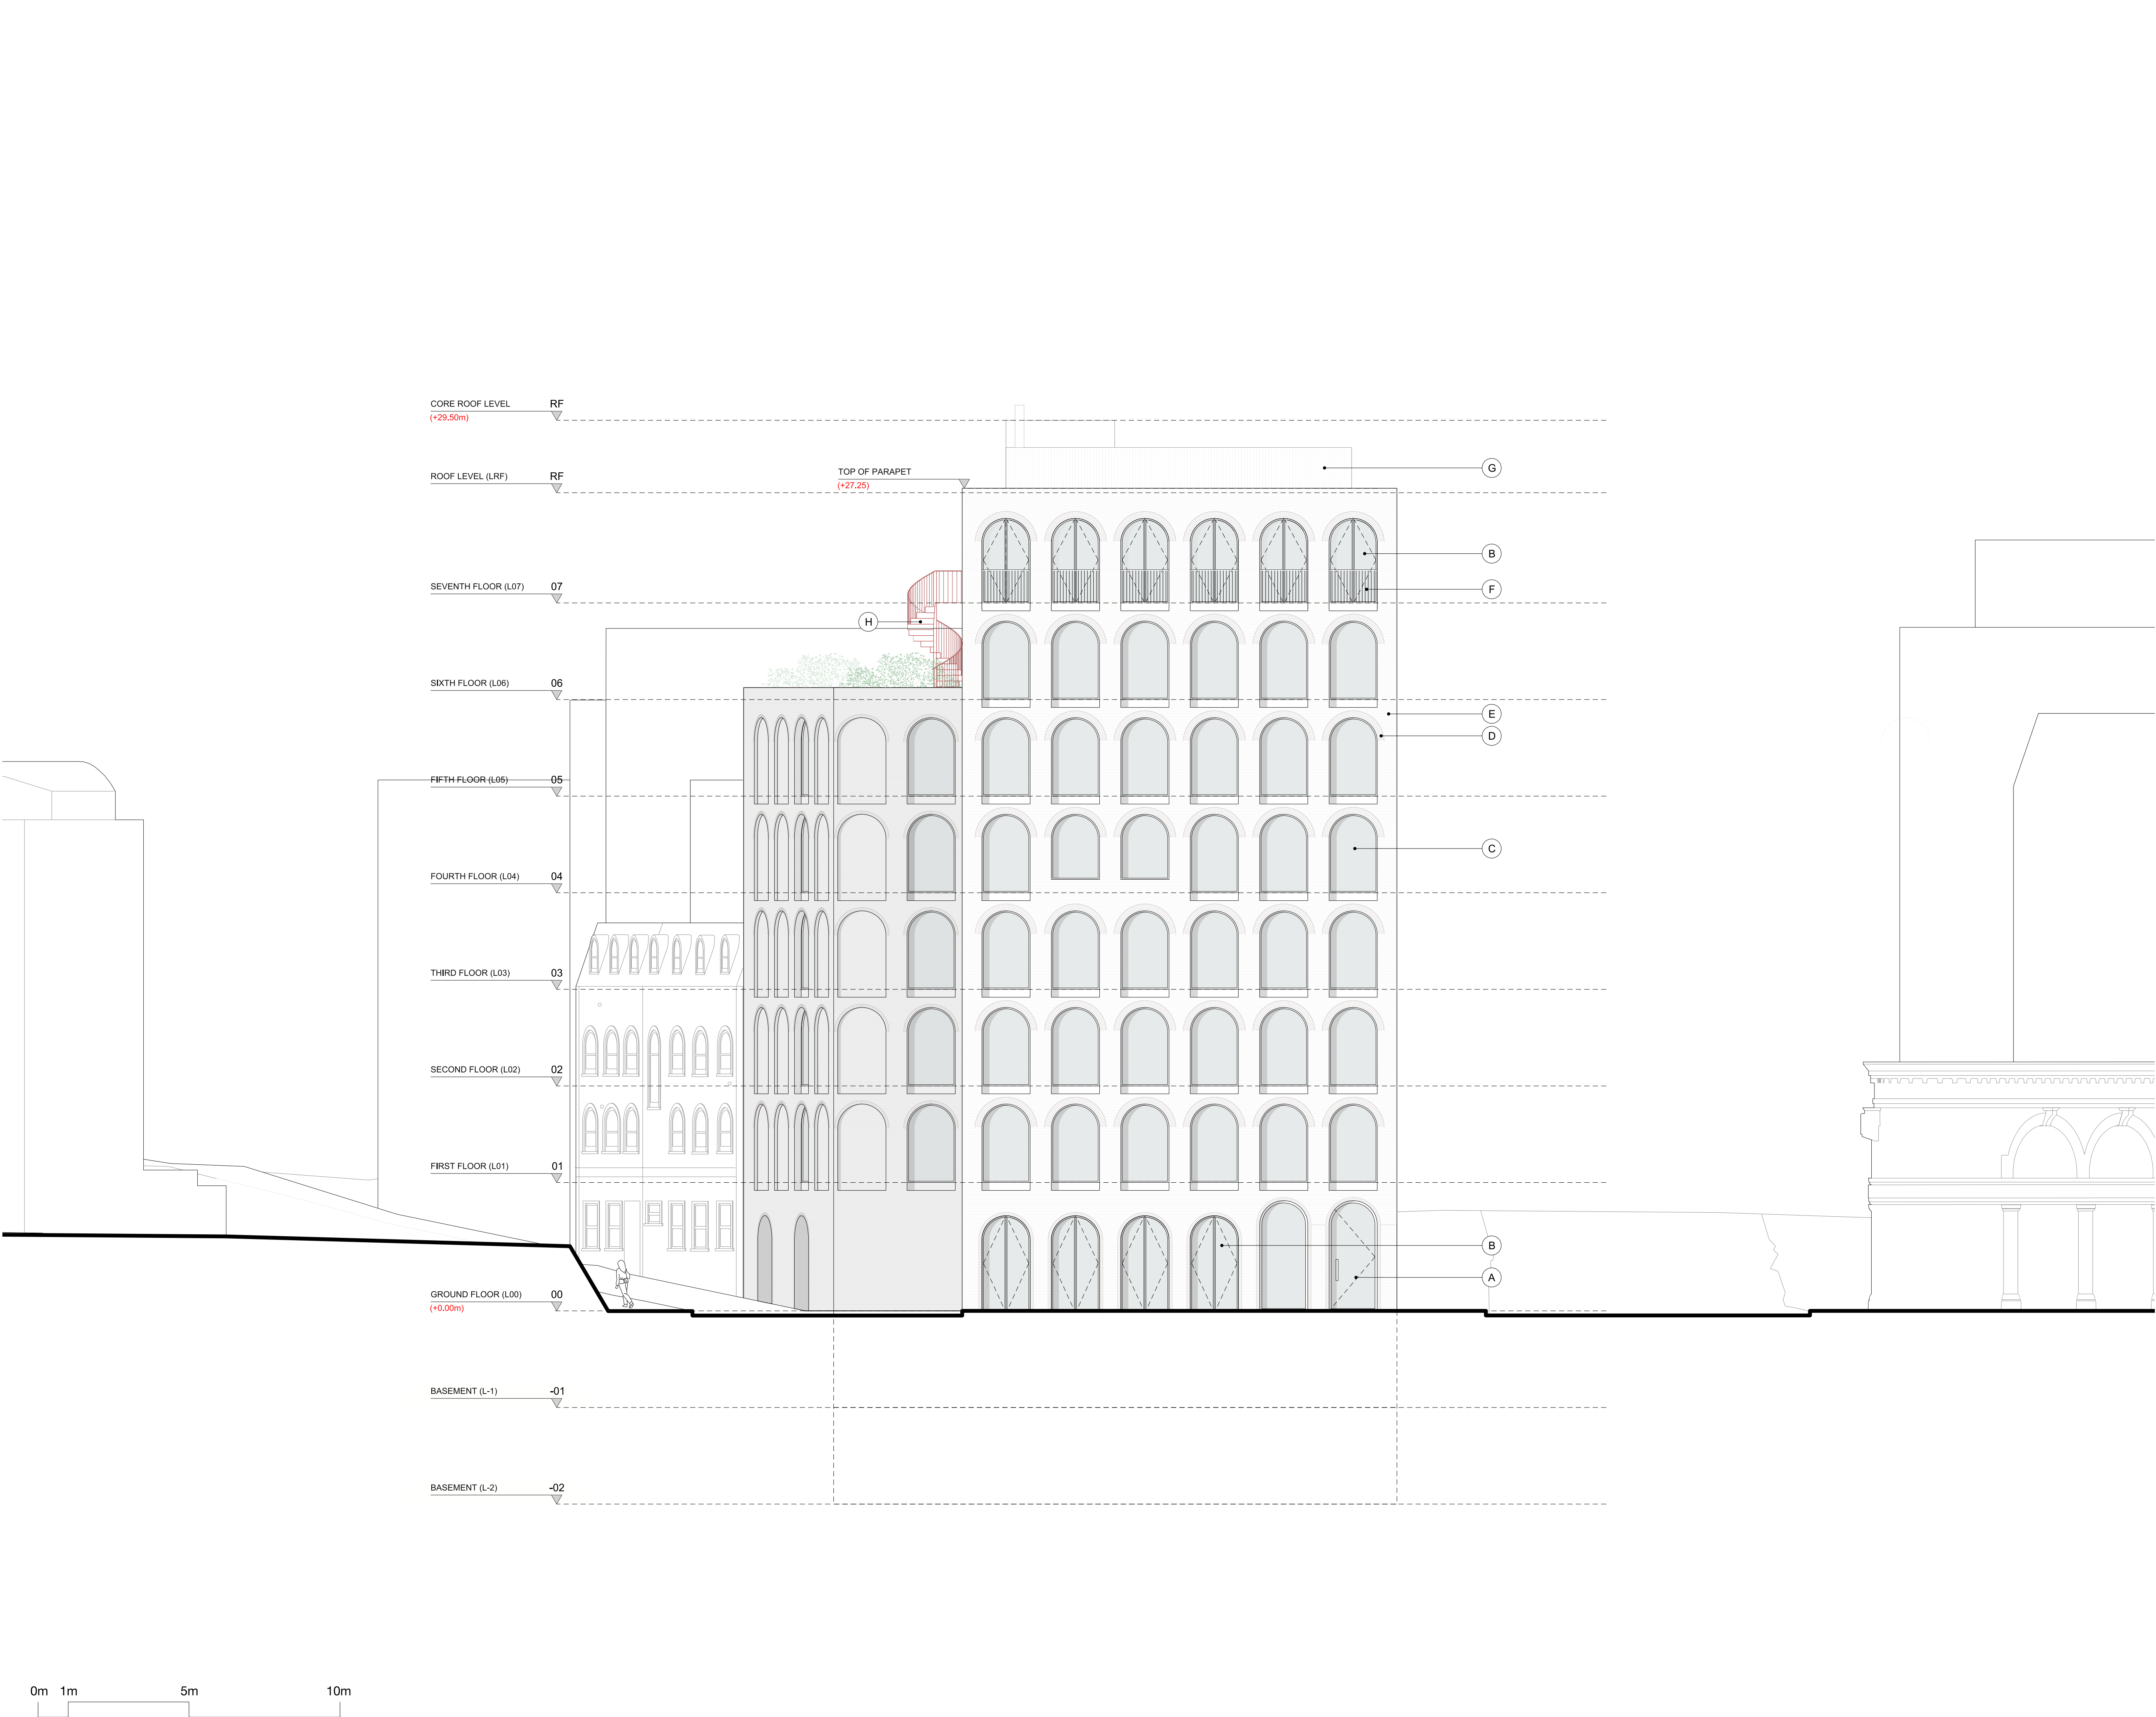 CORE ROOF LEVEL RF
(+29.50m)
ROOF LEVEL (LRF) RF
TOP OF PARAPET
(+27.25)
G
B
SEVENTH FLOOR (L07) 07
F
H
SIXTH FLOOR (L06) 06
E
D
FIFTH FLOOR (L05) 05
C
FOURTH FLOOR (L04) 04
THIRD FLOOR (L03) 03
SECOND FLOOR (L02) 02
FIRST FLOOR (L01) 01
B
A
GROUND FLOOR (L00) 00
(+0.00m)
BASEMENT (L-1) -01
BASEMENT (L-2) -02
0m 1m 5m 10m